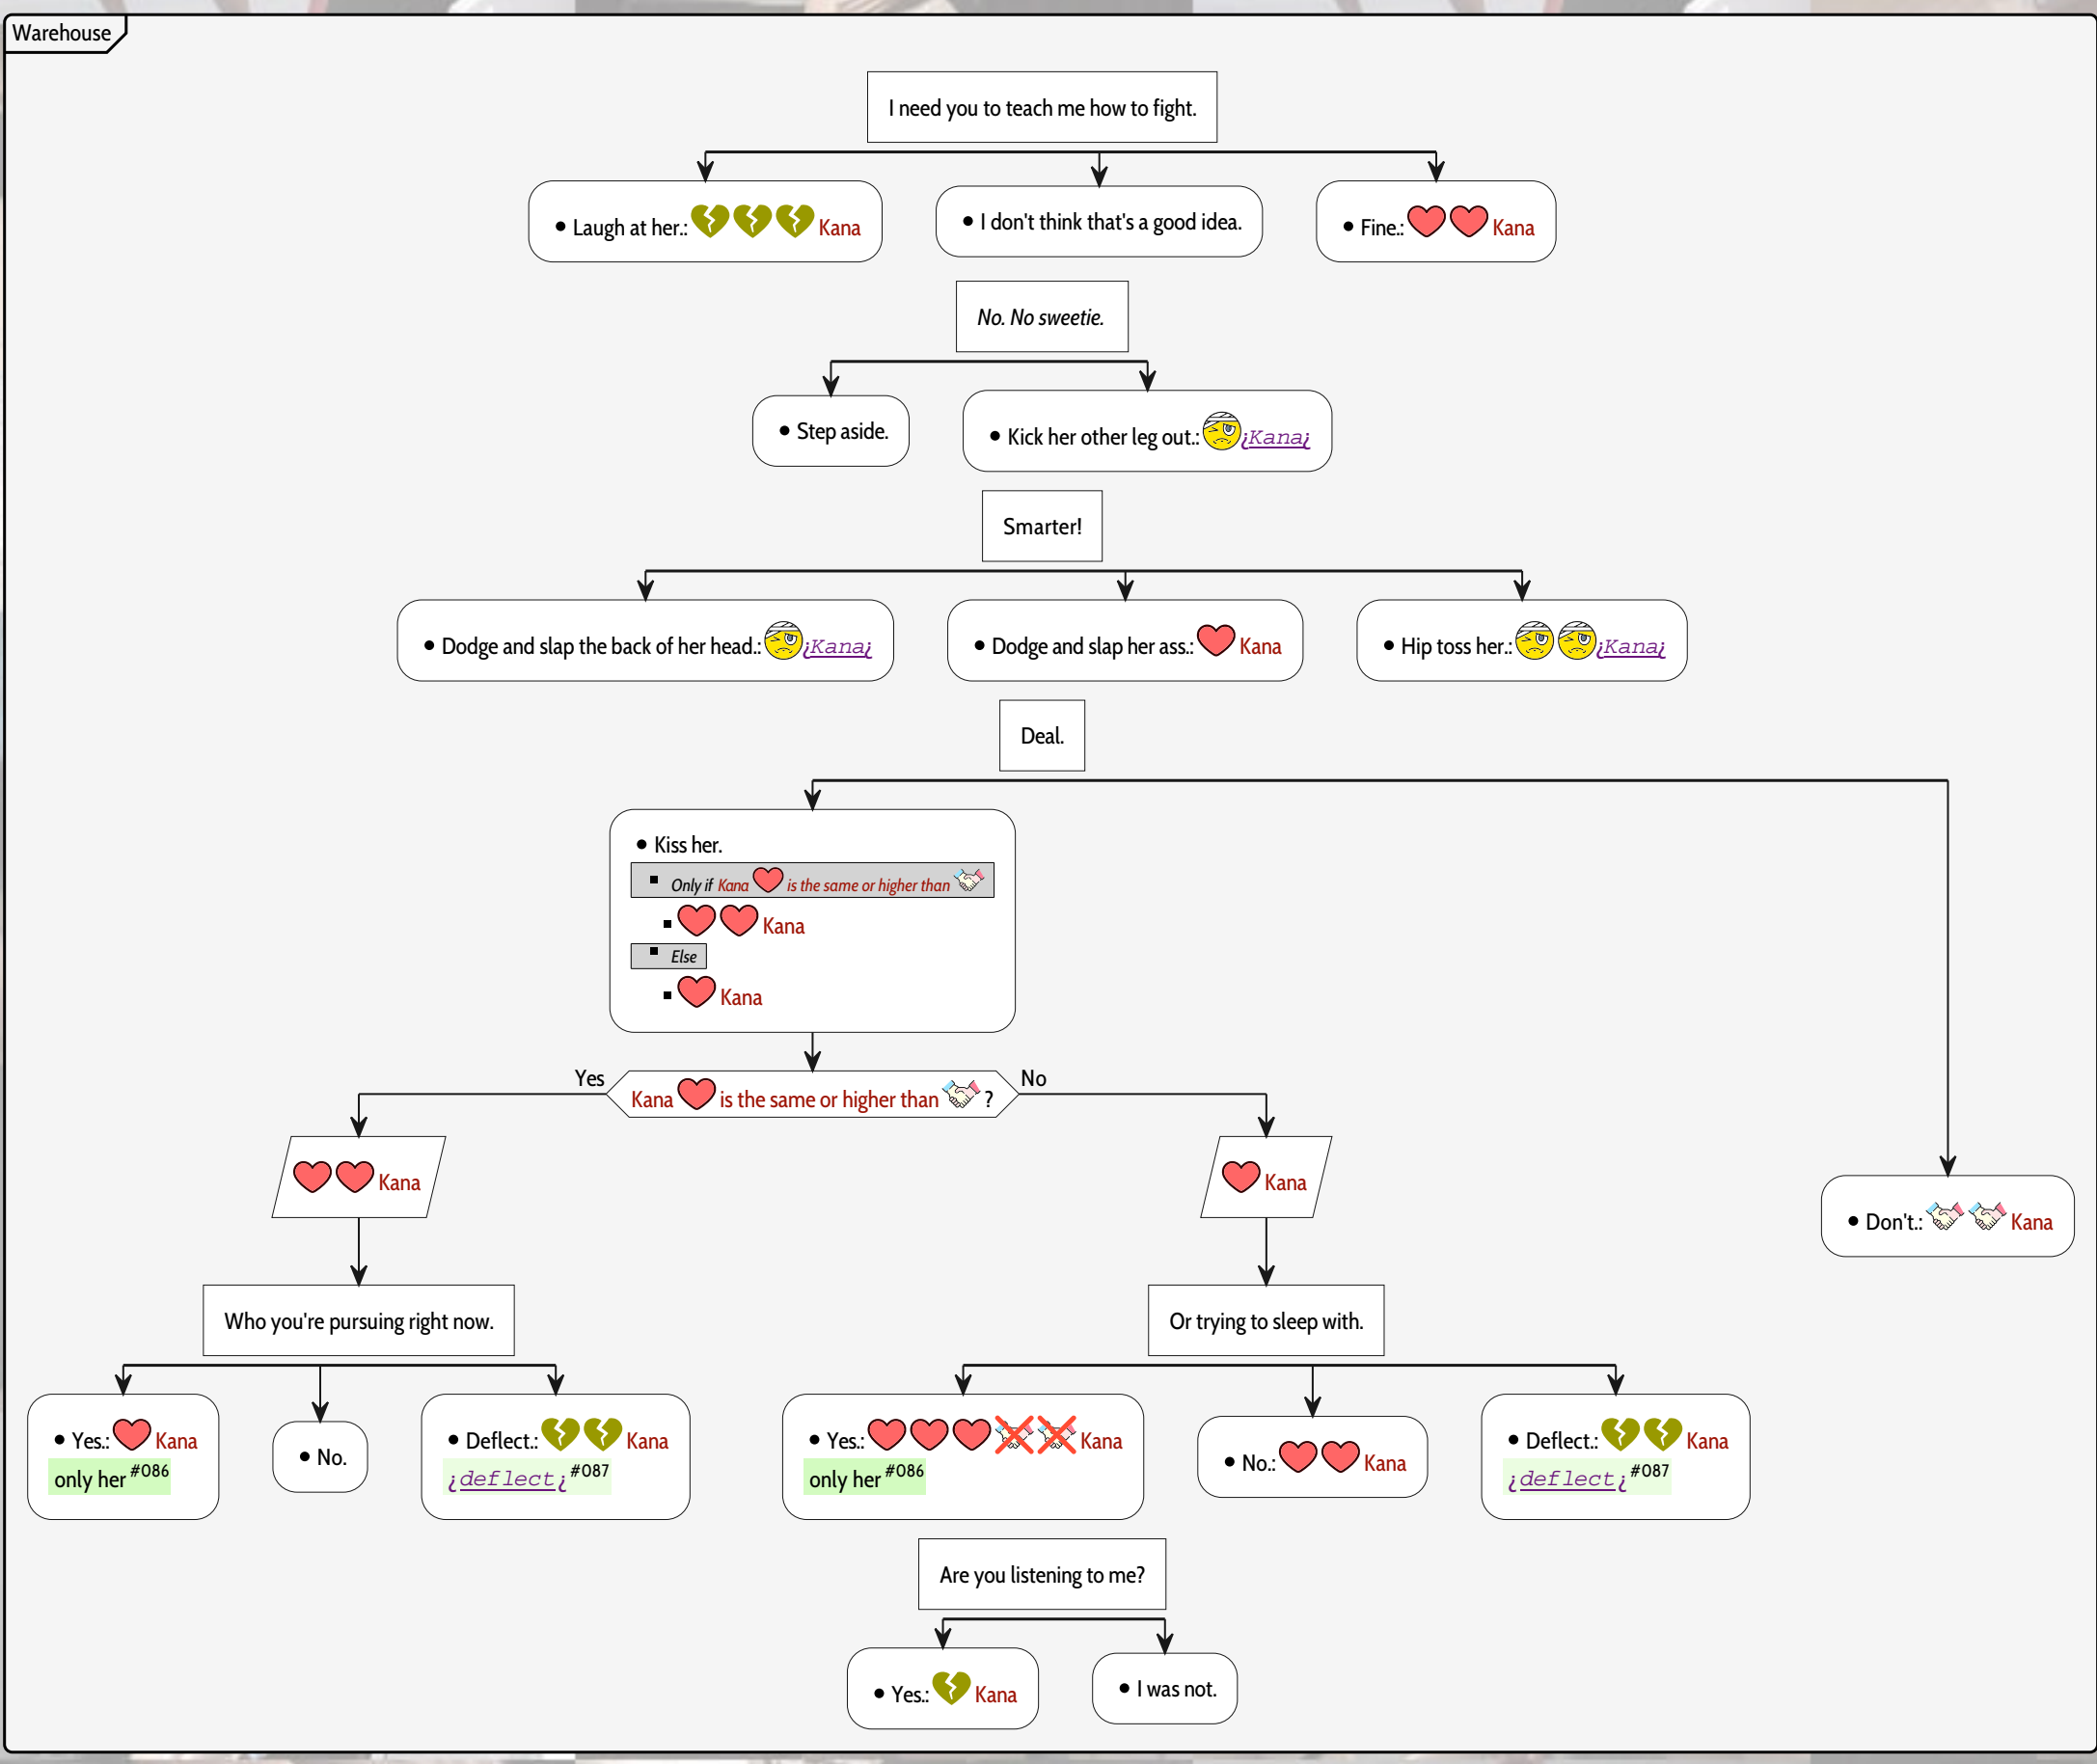 Warehouse
I need you to teach me how to fight.
• Laugh at her.: Kana
• I don't think that's a good idea.
• Fine.: Kana
No. No sweetie.
• Step aside.
• Kick her other leg out.: ¿Kana¿
Smarter!
• Dodge and slap the back of her head.: ¿Kana¿
• Dodge and slap her ass.: Kana
• Hip toss her.: ¿Kana¿
Deal.
• Kiss her.
▪ Only if Kana is the same or higher than
▪ Kana
▪ Else
▪ Kana
Yes
Kana is the same or higher than ?
No
Kana
Kana
• Don't.: Kana
Who you're pursuing right now.
Or trying to sleep with.
• Yes.: Kana
only her #086
• No.
• Deflect.: Kana
¿deflect¿ #087
• Yes.: Kana
only her #086
• No.: Kana
• Deflect.: Kana
¿deflect¿ #087
Are you listening to me?
• Yes.: Kana
• I was not.